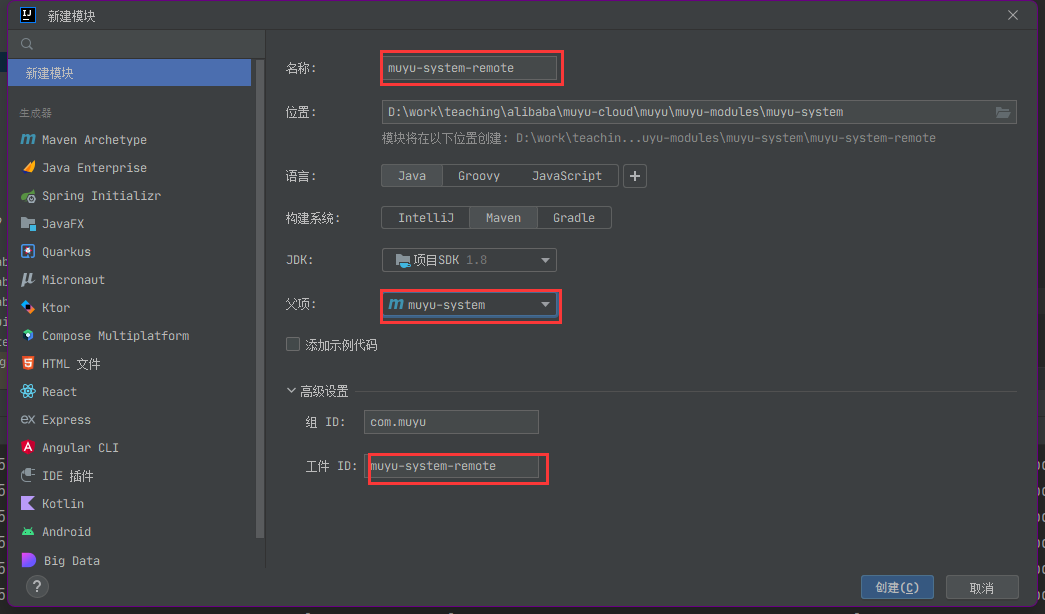 新建模块
新建模块
生成器
Maven Archetype
Java Enterprise
Spring Initializr
JavaFX
Quarkus
Micronaut
Ktor
Compose Multiplatform
HTML 文件
React
Express
Angular CLI
IDE 插件
Kotlin
Android
Big Data
名称:
muyu-system-remote
位置:
D:\work\teaching\alibaba\muyu-cloud\muyu\muyu-modules\muyu-system
模块将在以下位置创建: D:\work\teachin...uyu-modules\muyu-system\muyu-system-remote
语言:
Java Groovy JavaScript +
构建系统:
IntelliJ Maven Gradle
JDK:
项目SDK 1.8
父项:
m muyu-system
添加示例代码
高级设置
组 ID: com.muyu
工件 ID: muyu-system-remote
? 创建(C) 取消